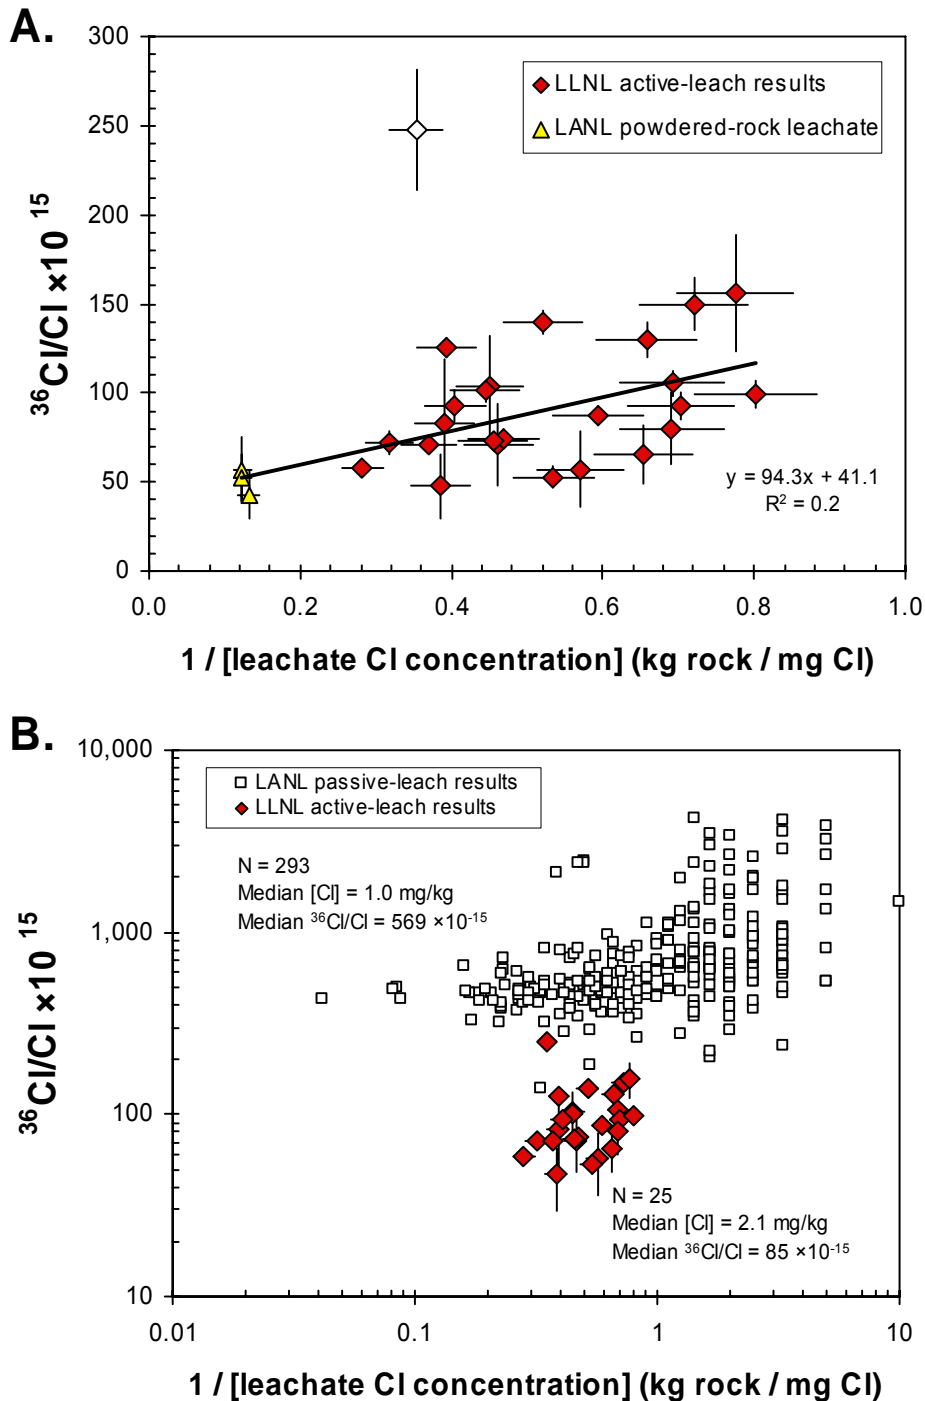 A.
300
250
200
150
100
50
0
³⁶Cl/Cl ×10 ¹⁵
LLNL active-leach results
LANL powdered-rock leachate
y = 94.3x + 41.1
R² = 0.2
0.0 0.2 0.4 0.6 0.8 1.0
1 / [leachate Cl concentration] (kg rock / mg Cl)
B.
10,000
1,000
100
10
³⁶Cl/Cl ×10 ¹⁵
LANL passive-leach results
LLNL active-leach results
N = 293
Median [Cl] = 1.0 mg/kg
Median ³⁶Cl/Cl = 569 ×10⁻¹⁵
N = 25
Median [Cl] = 2.1 mg/kg
Median ³⁶Cl/Cl = 85 ×10⁻¹⁵
0.01 0.1 1 10
1 / [leachate Cl concentration] (kg rock / mg Cl)